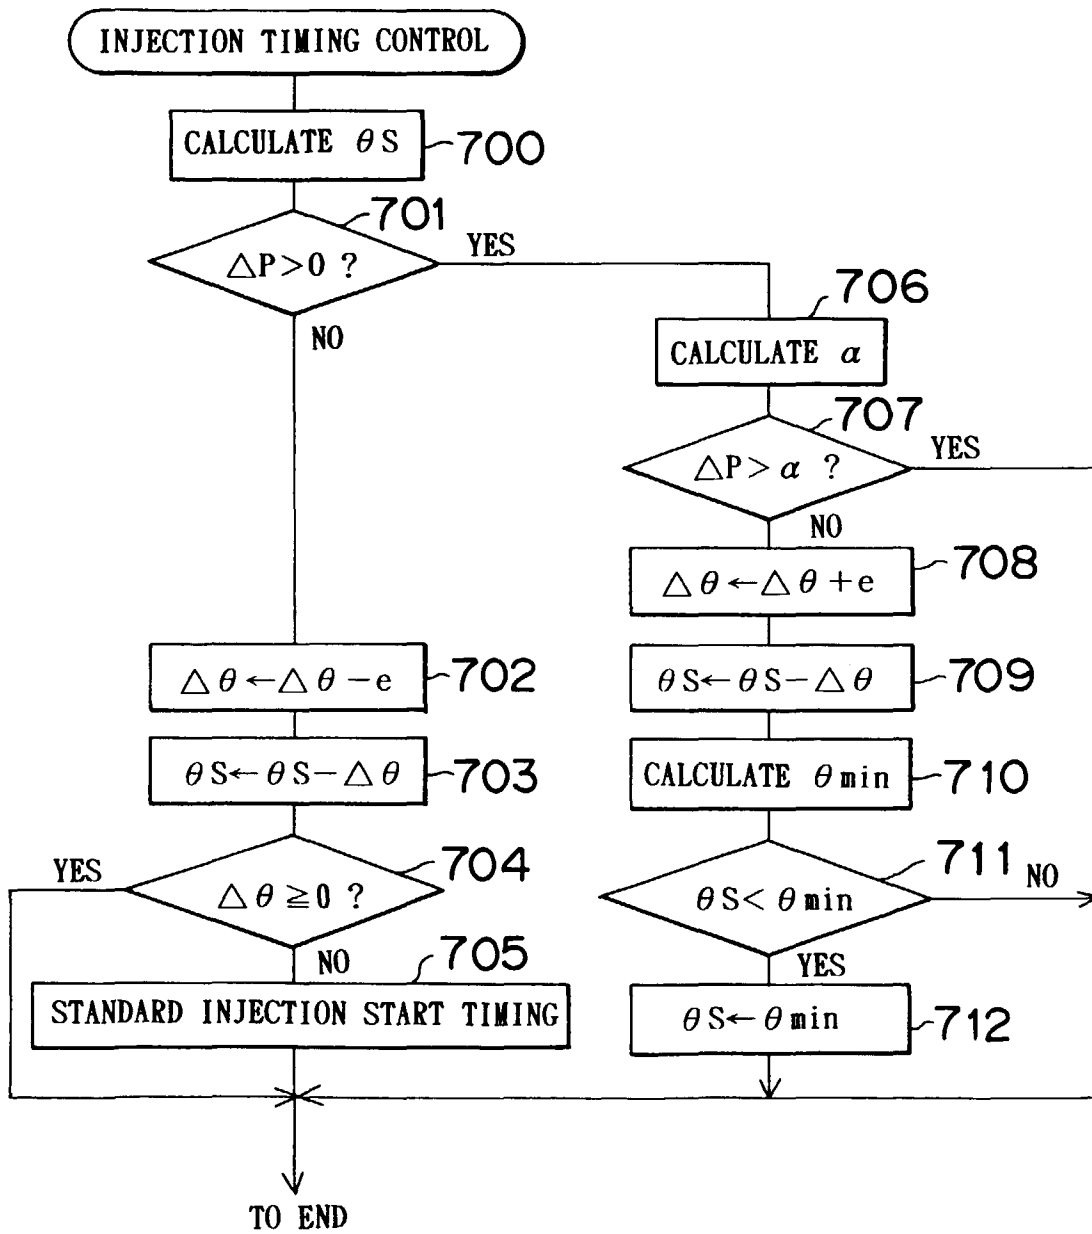 INJECTION TIMING CONTROL
CALCULATE θS
700
701
△P>0 ?
YES
NO
706
CALCULATE α
707
△P> α ?
YES
NO
△θ←△θ+e
708
△θ←△θ−e
702
θS←θS−△θ
709
θS←θS−△θ
703
CALCULATE θmin
710
704
YES
△θ≧0 ?
NO
711
θS< θmin
NO
YES
705
STANDARD INJECTION START TIMING
θS←θmin
712
TO END